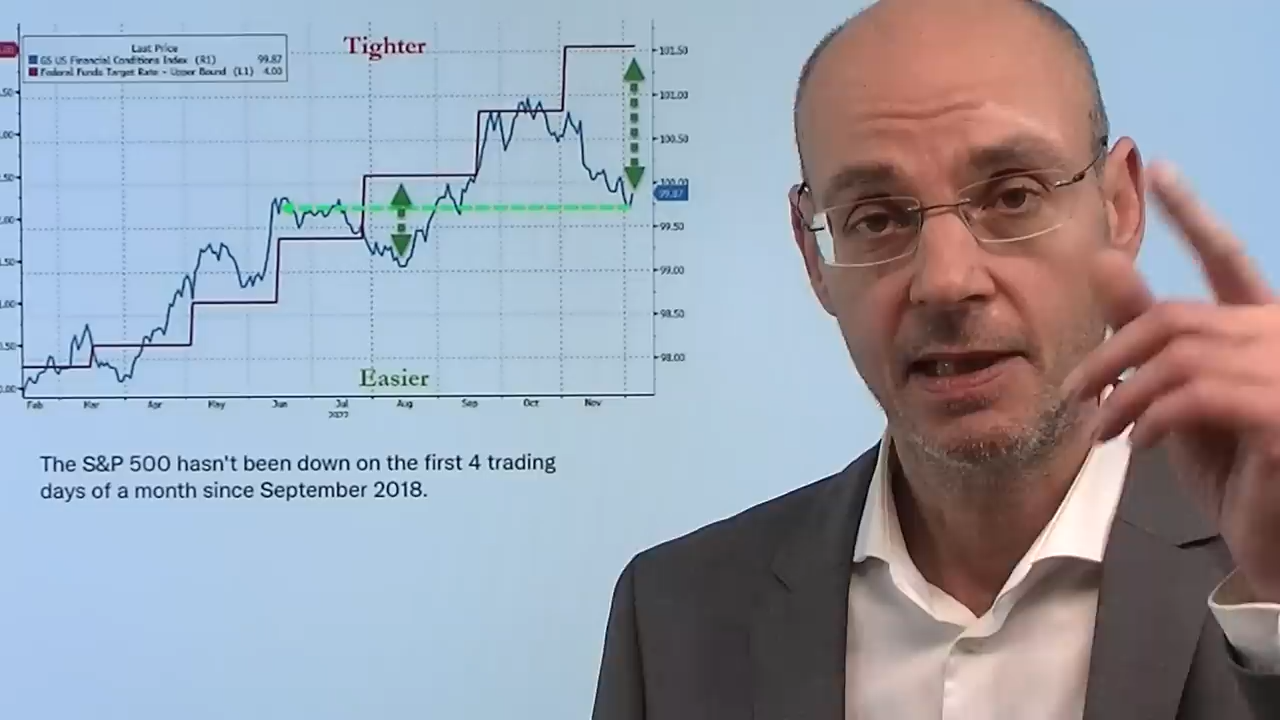 Last Price
GS US Financial Conditions Index (R1) 99.87
Federal Funds Target Rate - Upper Bound (L1) 4.00
Tighter
Easier
101.50
101.00
100.50
100.00
99.87
99.50
99.00
98.50
98.00
Feb Mar Apr May Jun Jul Aug Sep Oct Nov
2022
The S&P 500 hasn't been down on the first 4 trading
days of a month since September 2018.